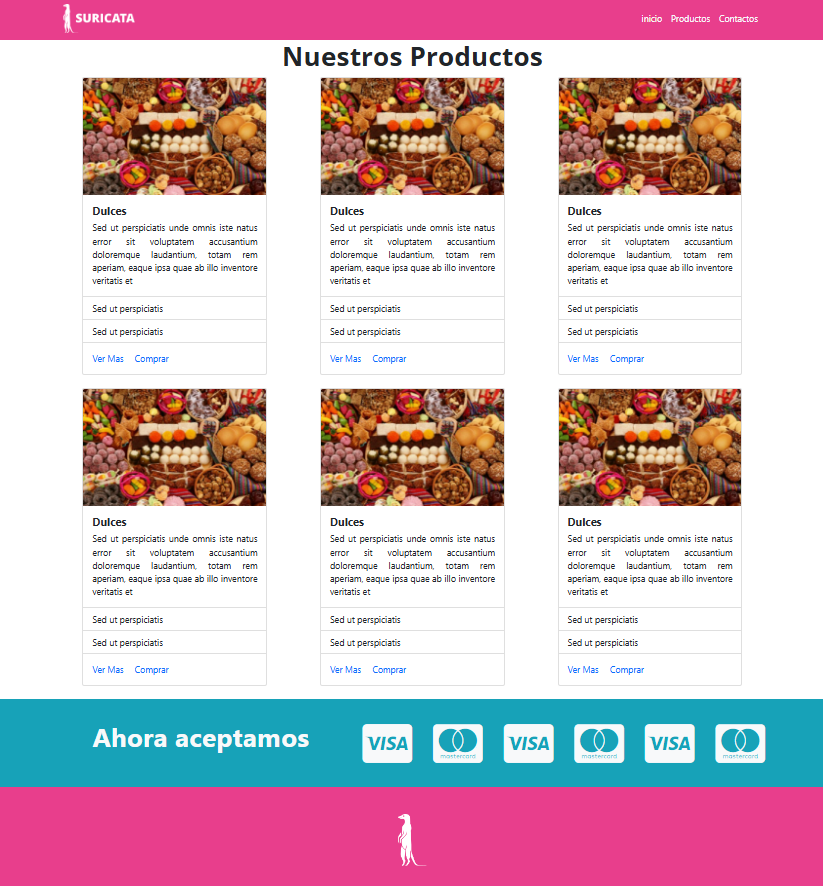 SURICATA
inicio Productos Contactos
Nuestros Productos
Dulces
Sed ut perspiciatis unde omnis iste natus
error sit voluptatem accusantium
doloremque laudantium, totam rem
aperiam, eaque ipsa quae ab illo inventore
veritatis et
Sed ut perspiciatis
Sed ut perspiciatis
Ver Mas Comprar
Dulces
Sed ut perspiciatis unde omnis iste natus
error sit voluptatem accusantium
doloremque laudantium, totam rem
aperiam, eaque ipsa quae ab illo inventore
veritatis et
Sed ut perspiciatis
Sed ut perspiciatis
Ver Mas Comprar
Dulces
Sed ut perspiciatis unde omnis iste natus
error sit voluptatem accusantium
doloremque laudantium, totam rem
aperiam, eaque ipsa quae ab illo inventore
veritatis et
Sed ut perspiciatis
Sed ut perspiciatis
Ver Mas Comprar
Dulces
Sed ut perspiciatis unde omnis iste natus
error sit voluptatem accusantium
doloremque laudantium, totam rem
aperiam, eaque ipsa quae ab illo inventore
veritatis et
Sed ut perspiciatis
Sed ut perspiciatis
Ver Mas Comprar
Dulces
Sed ut perspiciatis unde omnis iste natus
error sit voluptatem accusantium
doloremque laudantium, totam rem
aperiam, eaque ipsa quae ab illo inventore
veritatis et
Sed ut perspiciatis
Sed ut perspiciatis
Ver Mas Comprar
Dulces
Sed ut perspiciatis unde omnis iste natus
error sit voluptatem accusantium
doloremque laudantium, totam rem
aperiam, eaque ipsa quae ab illo inventore
veritatis et
Sed ut perspiciatis
Sed ut perspiciatis
Ver Mas Comprar
Ahora aceptamos
VISA
mastercard
VISA
mastercard
VISA
mastercard